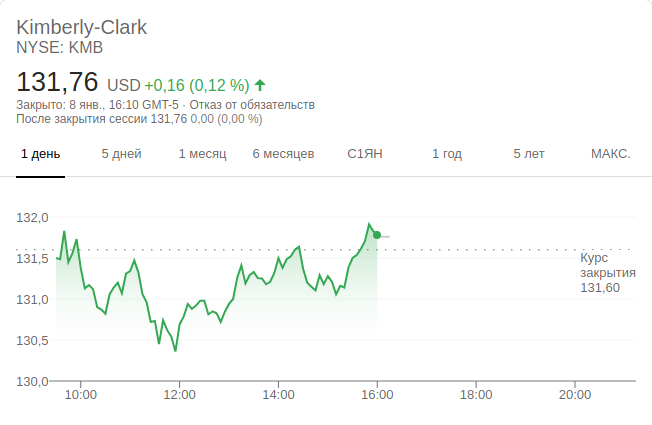 Kimberly-Clark
NYSE: KMB
131,76 USD +0,16 (0,12 %)
Закрыто: 8 янв., 16:10 GMT-5 · Отказ от обязательств
После закрытия сессии 131,76 0,00 (0,00 %)
1 день 5 дней 1 месяц 6 месяцев С1ЯН 1 год 5 лет МАКС.
132,0
131,5
131,0
130,5
130,0
Курс
закрытия
131,60
10:00 12:00 14:00 16:00 18:00 20:00